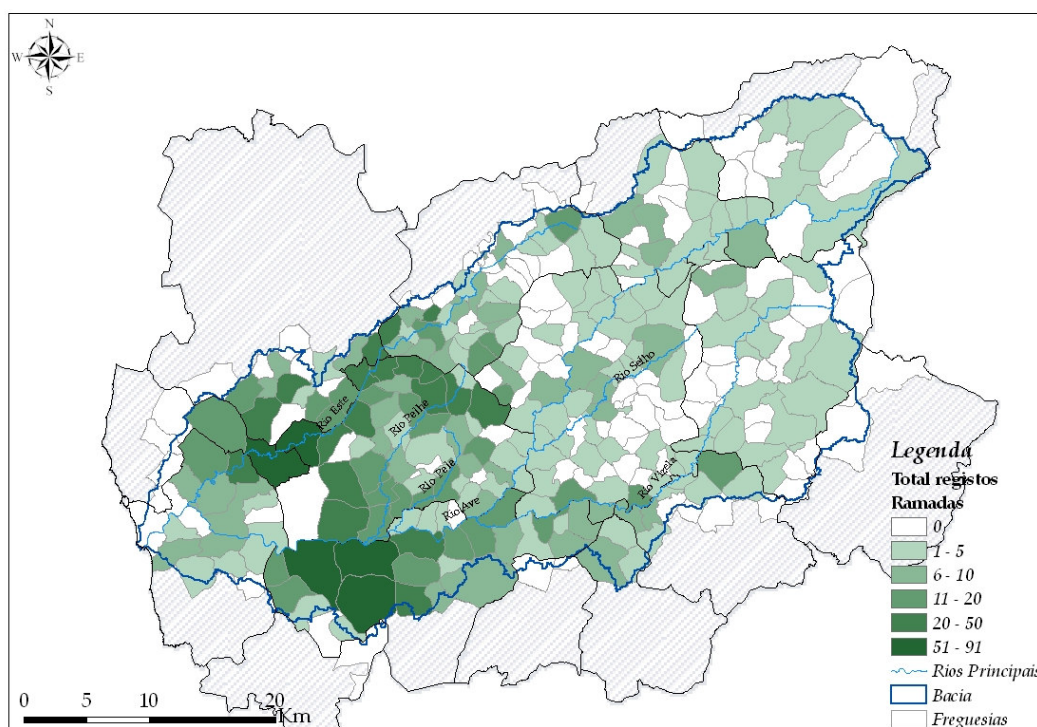 N
W E
S
Rio Selho
Rio Este
Rio Pelhe
Rio Pele
Rio Vizela
Rio Ave
Legenda
Total registos
Ramadas
0
1 - 5
6 - 10
11 - 20
20 - 50
51 - 91
Rios Principais
Bacia
Freguesias
0 5 10 20
Km